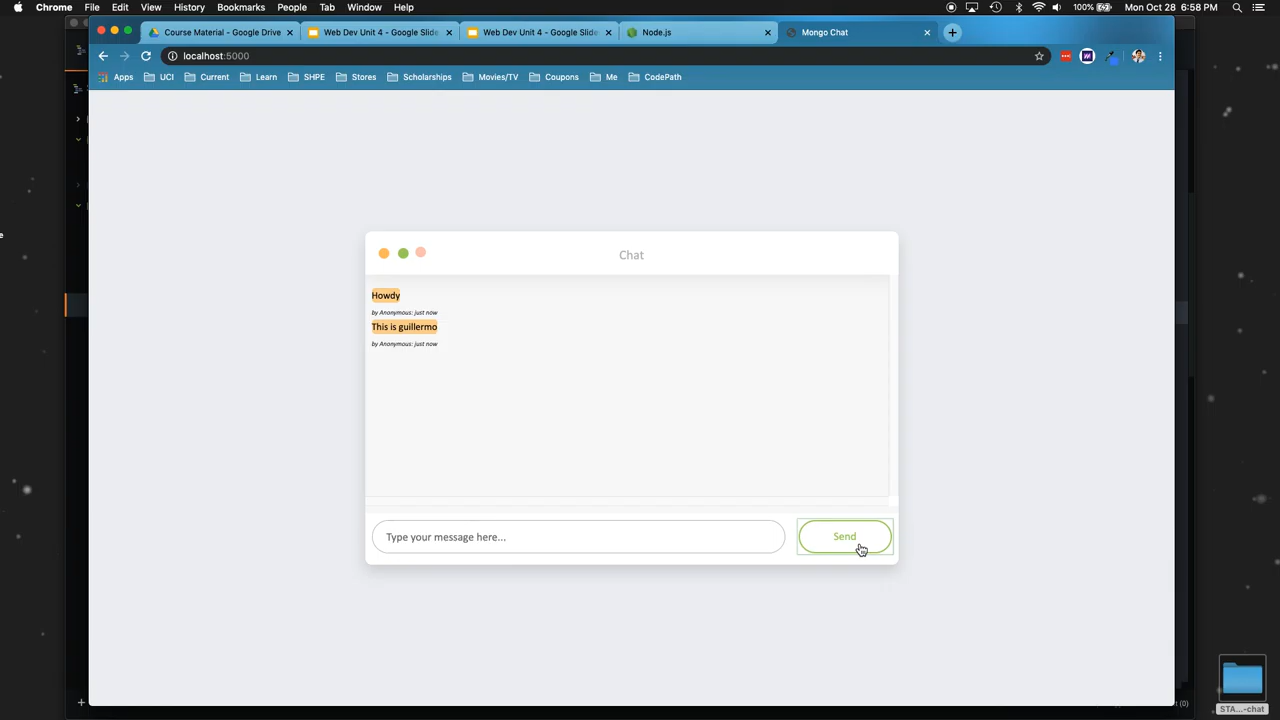 Chrome File Edit View History Bookmarks People Tab Window Help 100% Mon Oct 28 6:58 PM
Course Material - Google Drive Web Dev Unit 4 - Google Slide Web Dev Unit 4 - Google Slide Node.js Mongo Chat
localhost:5000
Apps UCI Current Learn SHPE Stores Scholarships Movies/TV Coupons Me CodePath
Chat
Howdy
by Anonymous: just now
This is guillermo
by Anonymous: just now
Type your message here... Send
STA...-chat